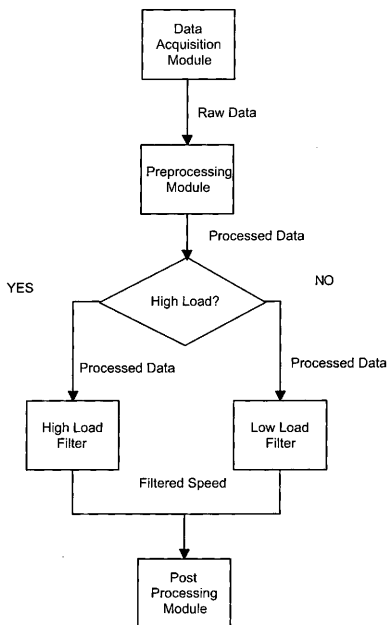 Data
Acquisition
Module
Raw Data
Preprocessing
Module
Processed Data
YES
NO
High Load?
Processed Data
Processed Data
High Load
Filter
Low Load
Filter
Filtered Speed
Post
Processing
Module